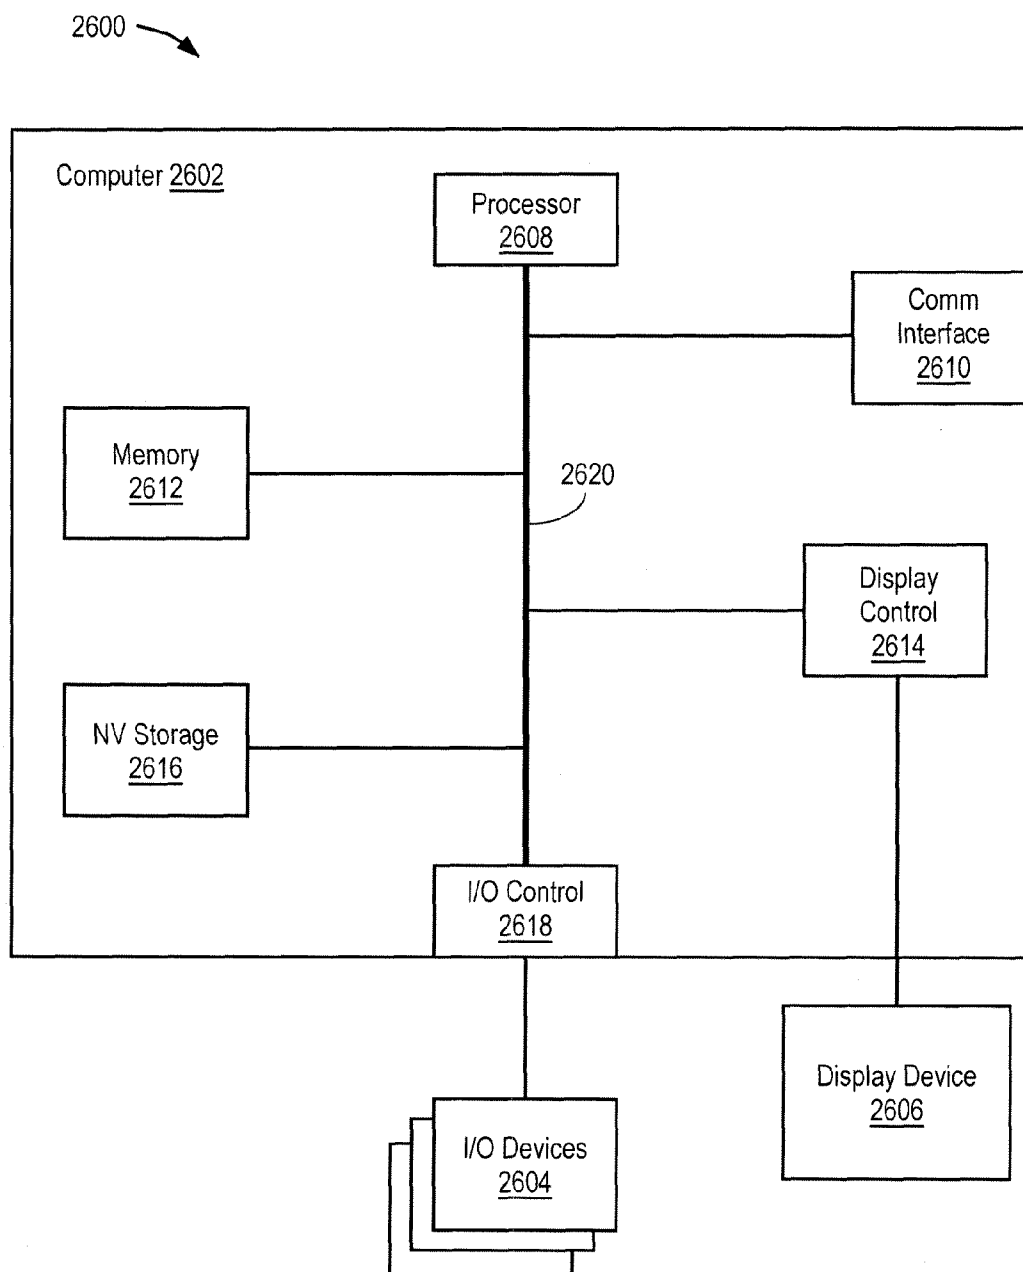 2600
Computer 2602
Processor
2608
Comm
Interface
2610
Memory
2612
2620
Display
Control
2614
NV Storage
2616
I/O Control
2618
Display Device
2606
I/O Devices
2604